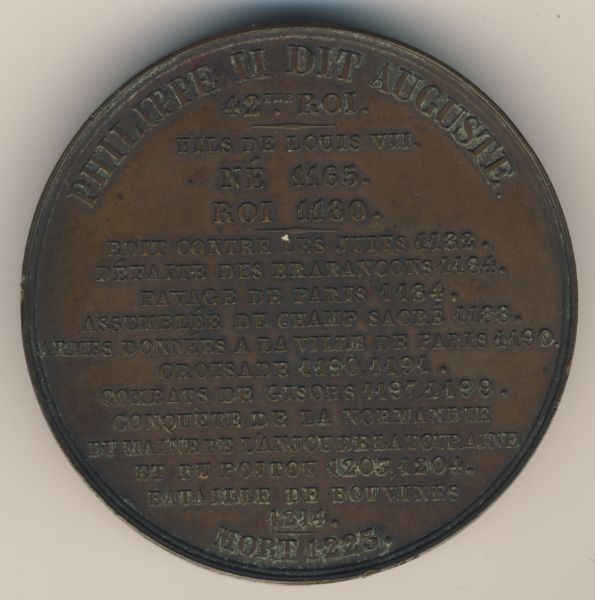 PHILIPPE II DIT AUGUSTE.
42EME ROI.
FILS DE LOUIS VII.
NÉ 1165.
ROI 1180.
EDIT CONTRE LES JUIFS 1182.
DÉFAITE DES BRABANÇONS 1184.
PAVAGE DE PARIS 1184.
ASSEMBLÉE DU CHAMP SACRÉ 1188.
ARMES DONNÉES A LA VILLE DE PARIS 1190.
CROISADE 1190.1191.
COMBATS DE GISORS 1197.1199.
CONQUÊTE DE LA NORMANDIE
DU MAINE DE L'ANJOU DE LA TOURAINE
ET DU POITOU 1203.1204.
BATAILLE DE BOUVINES
1214.
MORT 1223.